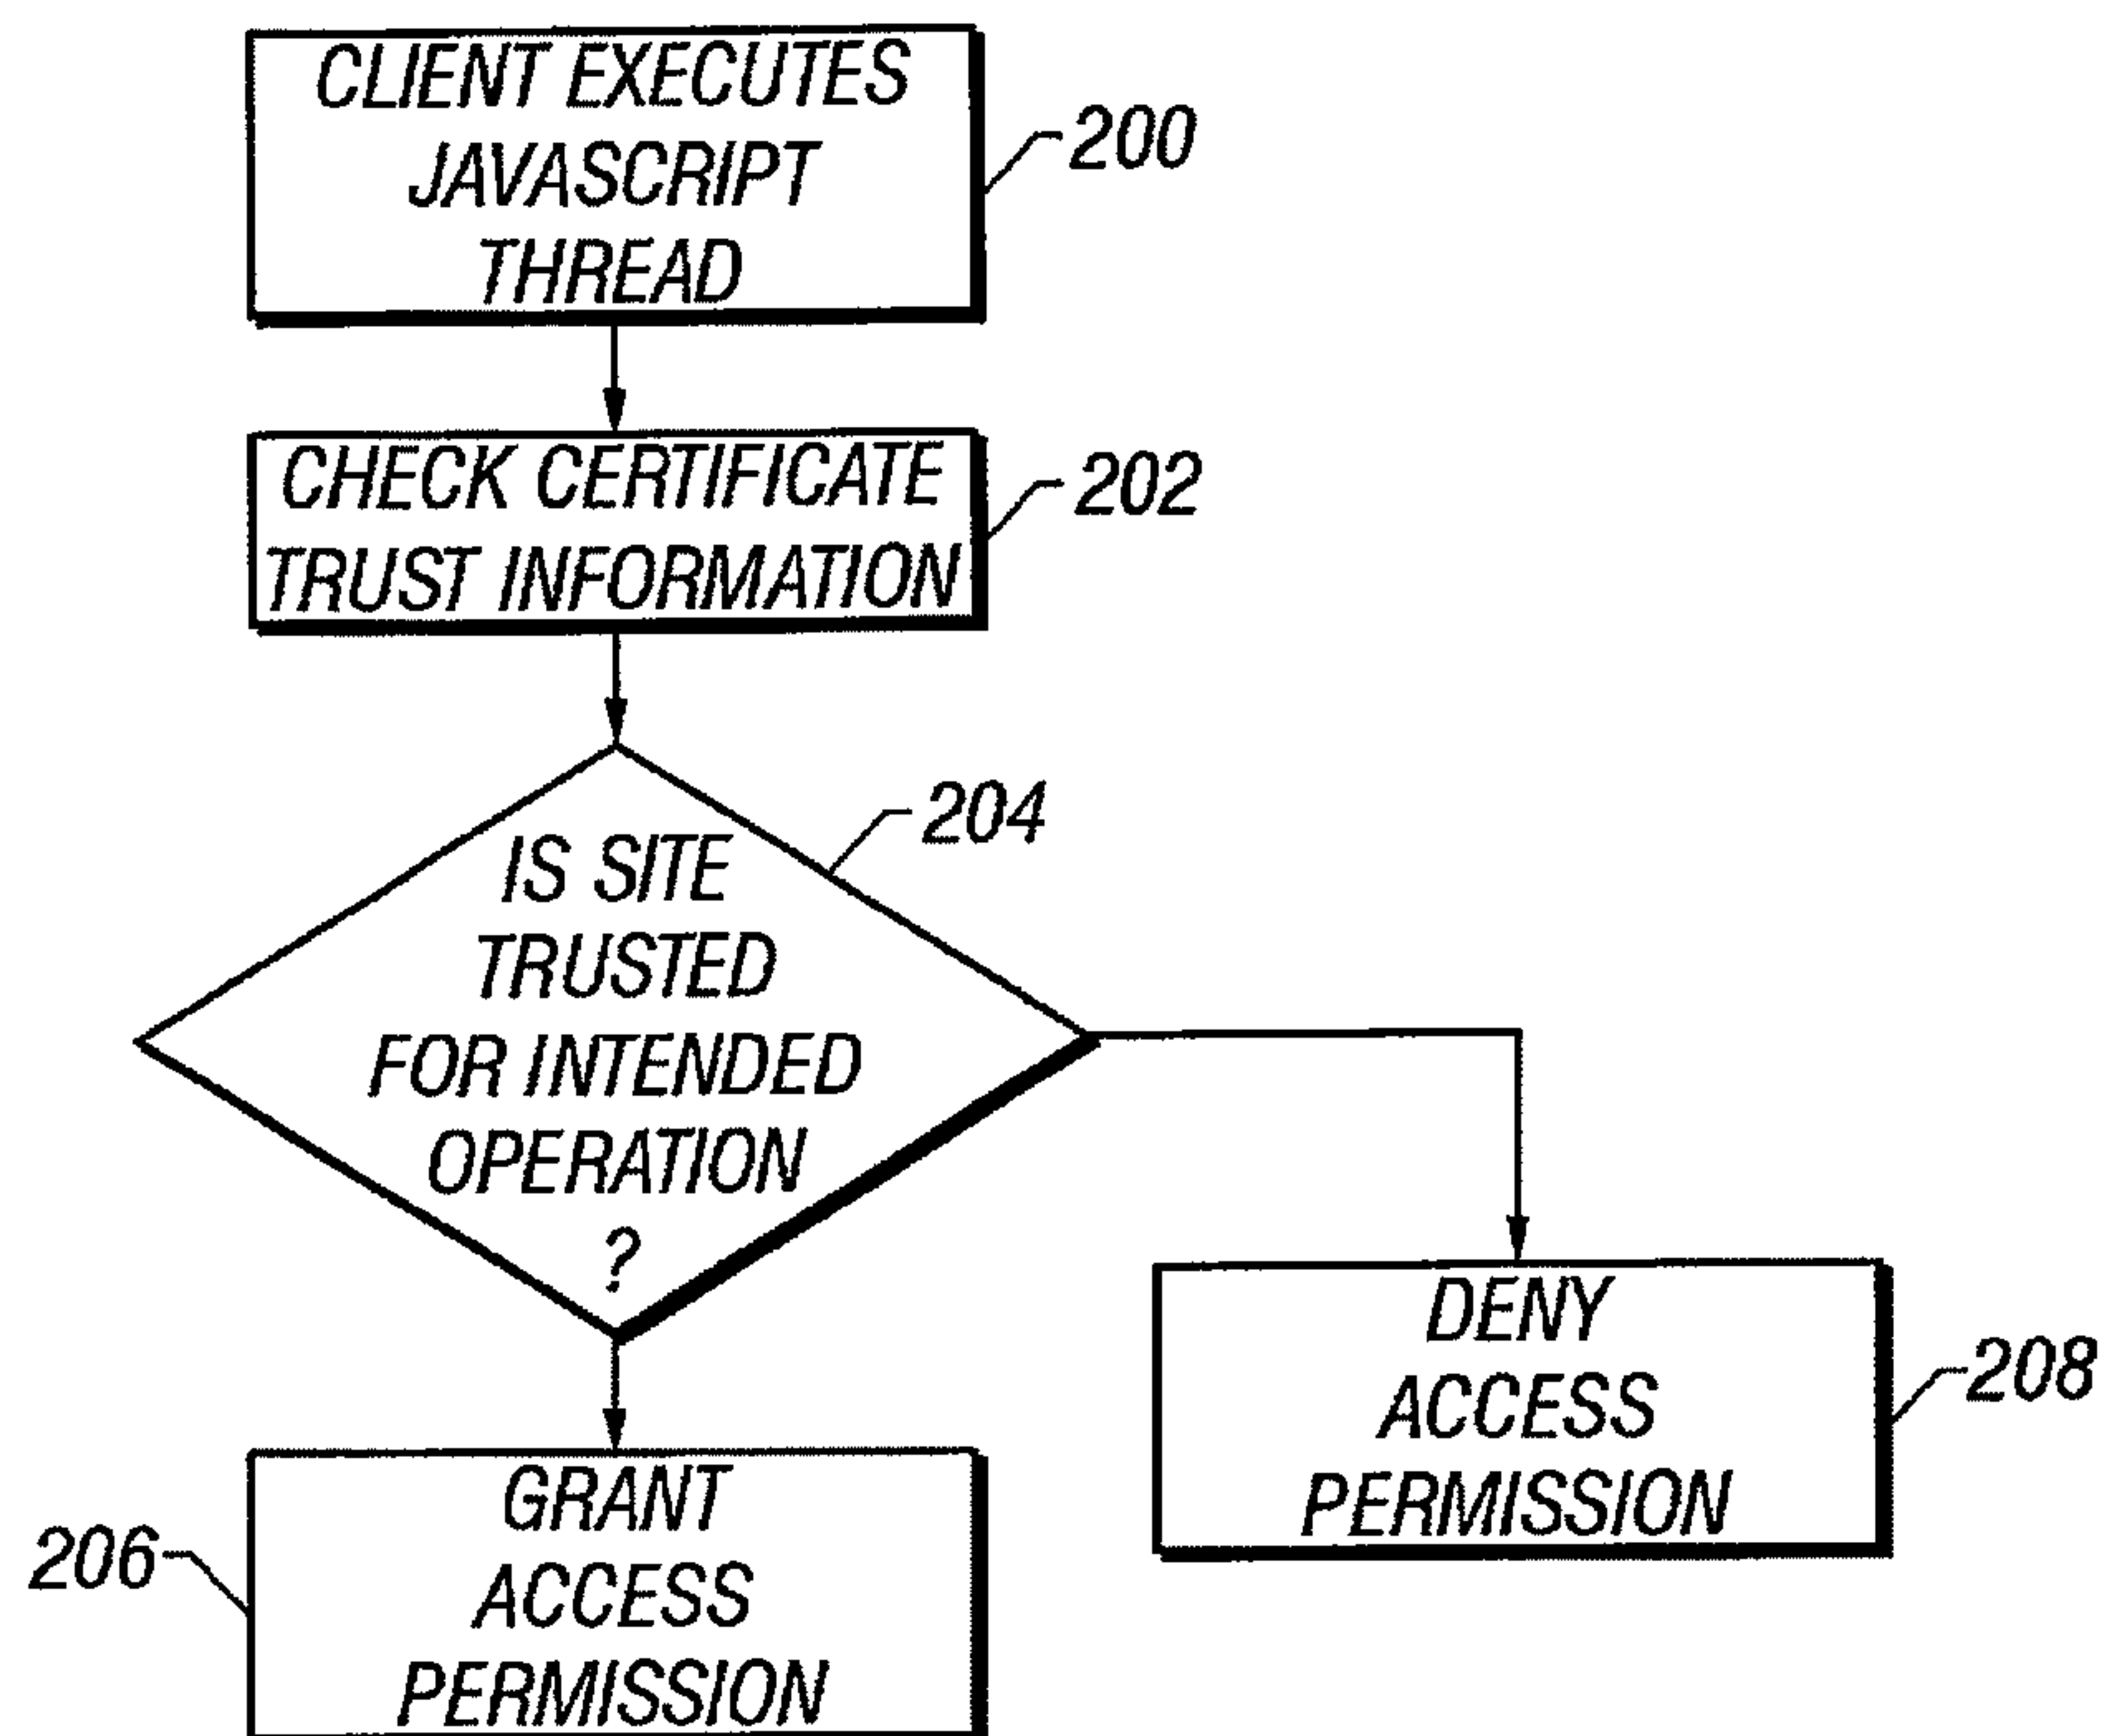 CLIENT EXECUTES
JAVASCRIPT
THREAD
200
CHECK CERTIFICATE
TRUST INFORMATION
202
204
IS SITE
TRUSTED
FOR INTENDED
OPERATION
?
DENY
ACCESS
PERMISSION
208
GRANT
ACCESS
PERMISSION
206